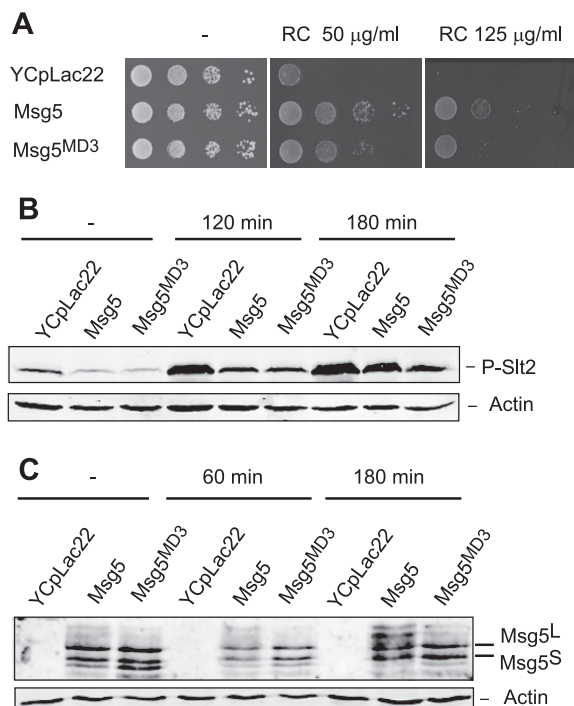 A
- RC 50 μg/ml RC 125 μg/ml
YCpLac22
Msg5
Msg5MD3
B
- 120 min 180 min
YCpLac22 Msg5 Msg5MD3 YCpLac22 Msg5 Msg5MD3 YCpLac22 Msg5 Msg5MD3
– P-Slt2
– Actin
C
- 60 min 180 min
YCpLac22 Msg5 Msg5MD3 YCpLac22 Msg5 Msg5MD3 YCpLac22 Msg5 Msg5MD3
Msg5L
Msg5S
– Actin